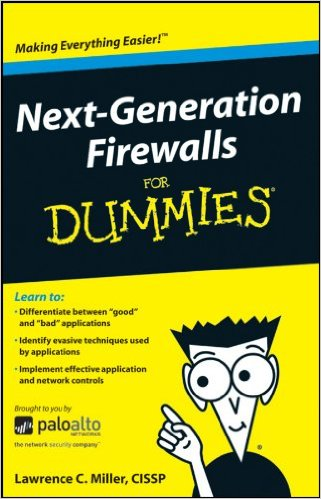 Making Everything Easier!™
Next-Generation
Firewalls
FOR
DUMMIES®
Learn to:
• Differentiate between "good"
and "bad" applications
• Identify evasive techniques used
by applications
• Implement effective application
and network controls
Brought to you by
paloalto
NETWORKS
the network security company™
Lawrence C. Miller, CISSP